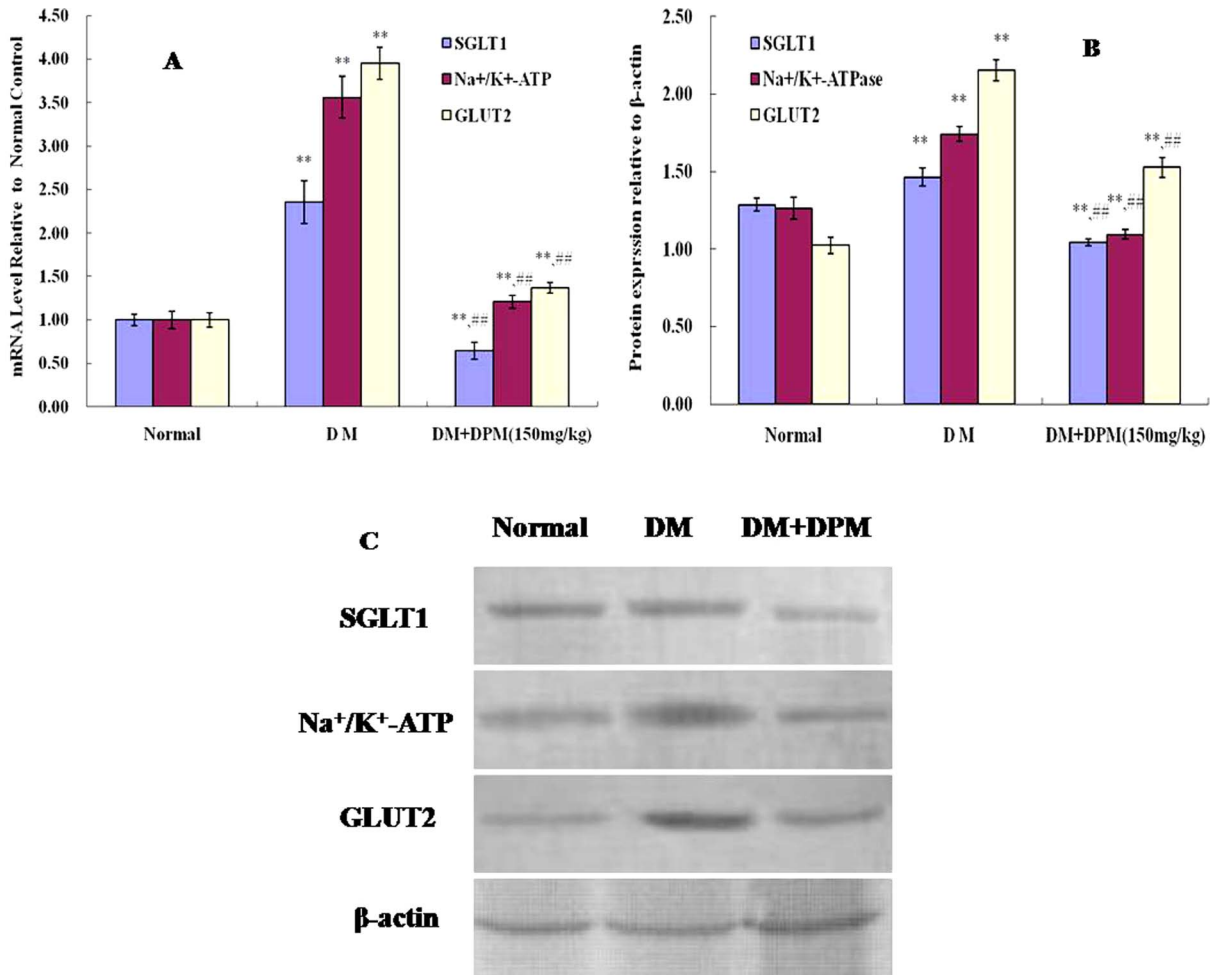 A
mRNA Level Relative to Normal Control
4.50
4.00
3.50
3.00
2.50
2.00
1.50
1.00
0.50
0.00
SGLT1
Na+/K+-ATP
GLUT2
**
**
**
**,##
**,##
**,##
Normal
DM
DM+DPM(150mg/kg)
B
Protein exprssion relative to β-actin
2.50
2.00
1.50
1.00
0.50
0.00
SGLT1
Na+/K+-ATPase
GLUT2
**
**
**
**,##
**,##
**,##
Normal
DM
DM+DPM(150mg/kg)
C
Normal DM DM+DPM
SGLT1
Na⁺/K⁺-ATP
GLUT2
β-actin